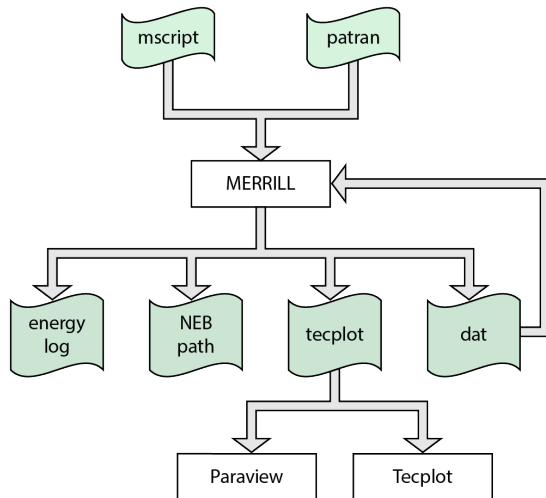 mscript
patran
MERRILL
energy
log
NEB
path
tecplot
dat
Paraview
Tecplot